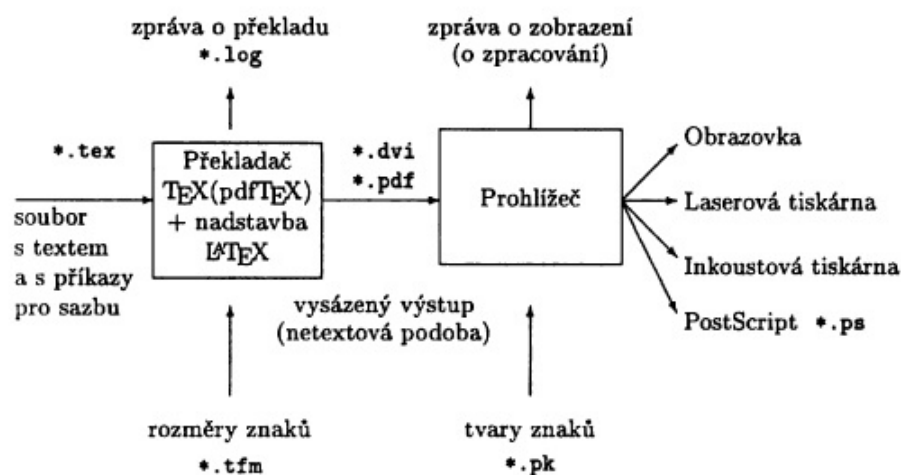 zpráva o překladu
*.log
zpráva o zobrazení
(o zpracování)
*.tex
soubor
s textem
a s příkazy
pro sazbu
Překladač
TEX(pdfTEX)
+ nadstavba
LATEX
*.dvi
*.pdf
vysázený výstup
(netextová podoba)
Prohlížeč
Obrazovka
Laserová tiskárna
Inkoustová tiskárna
PostScript *.ps
rozměry znaků
*.tfm
tvary znaků
*.pk